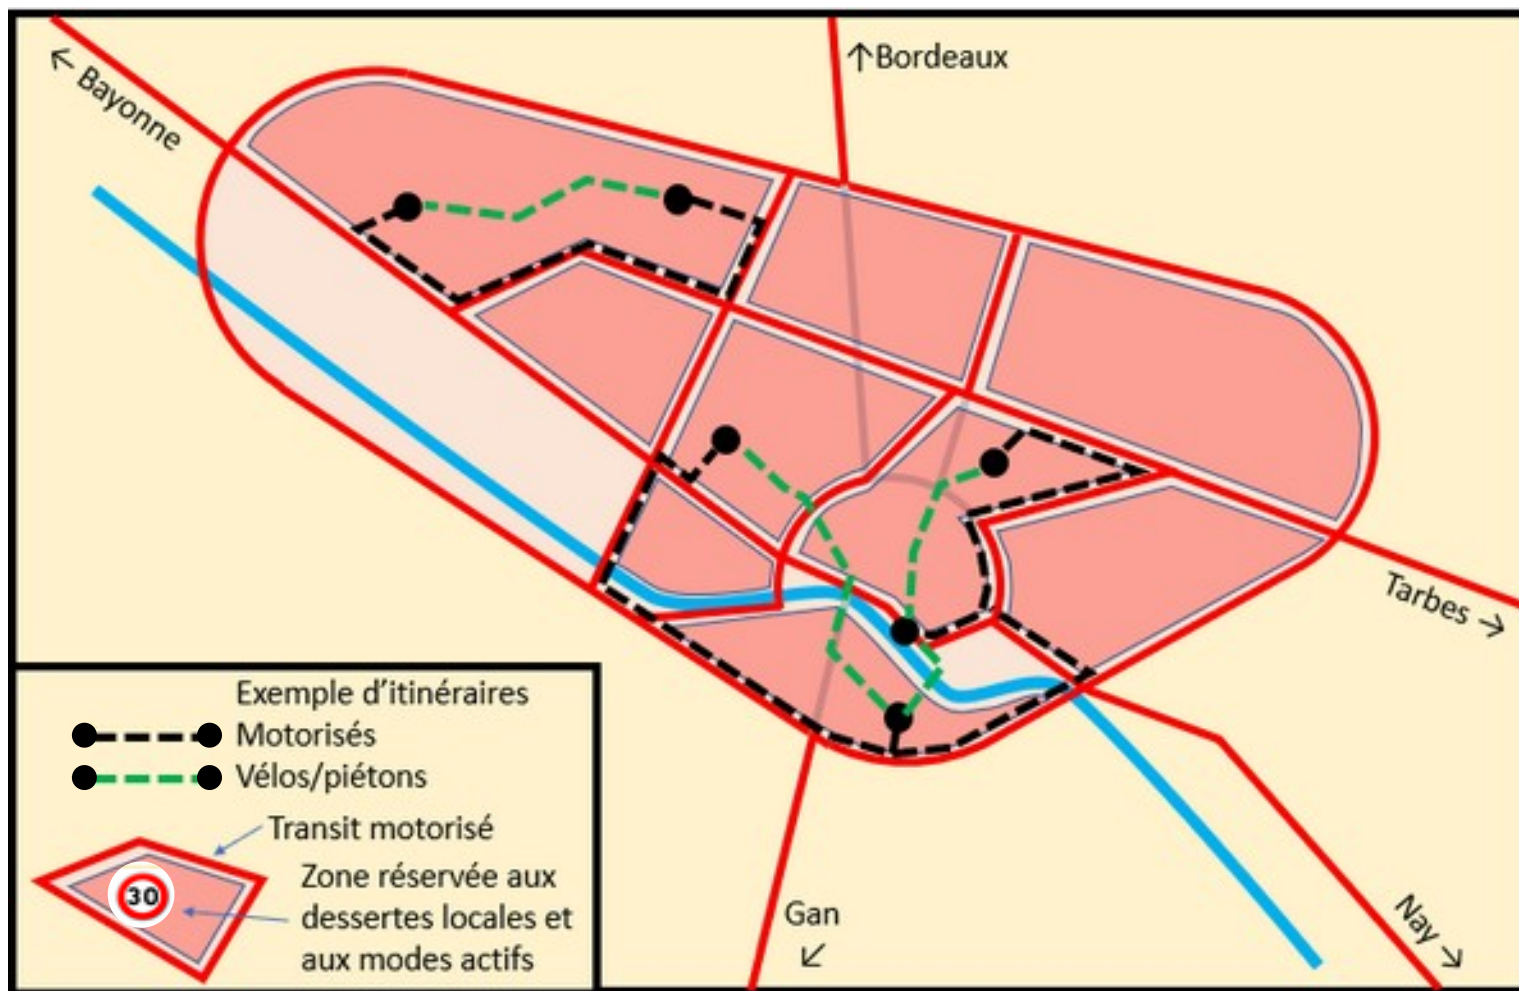 ← Bayonne
↑Bordeaux
Tarbes →
Exemple d'itinéraires
Motorisés
Vélos/piétons
Transit motorisé
Zone réservée aux
dessertes locales et
aux modes actifs
30
Gan
↙
Nay →